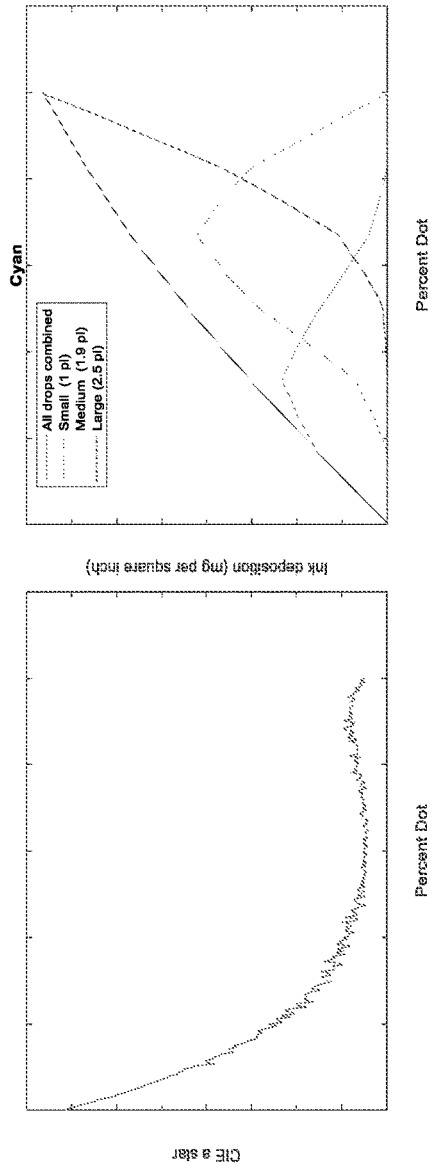 Cyan
All drops combined
Small (1 pl)
Medium (1.9 pl)
Large (2.5 pl)
Ink deposition (mg per square inch)
Percent Dot
CIE a star
Percent Dot